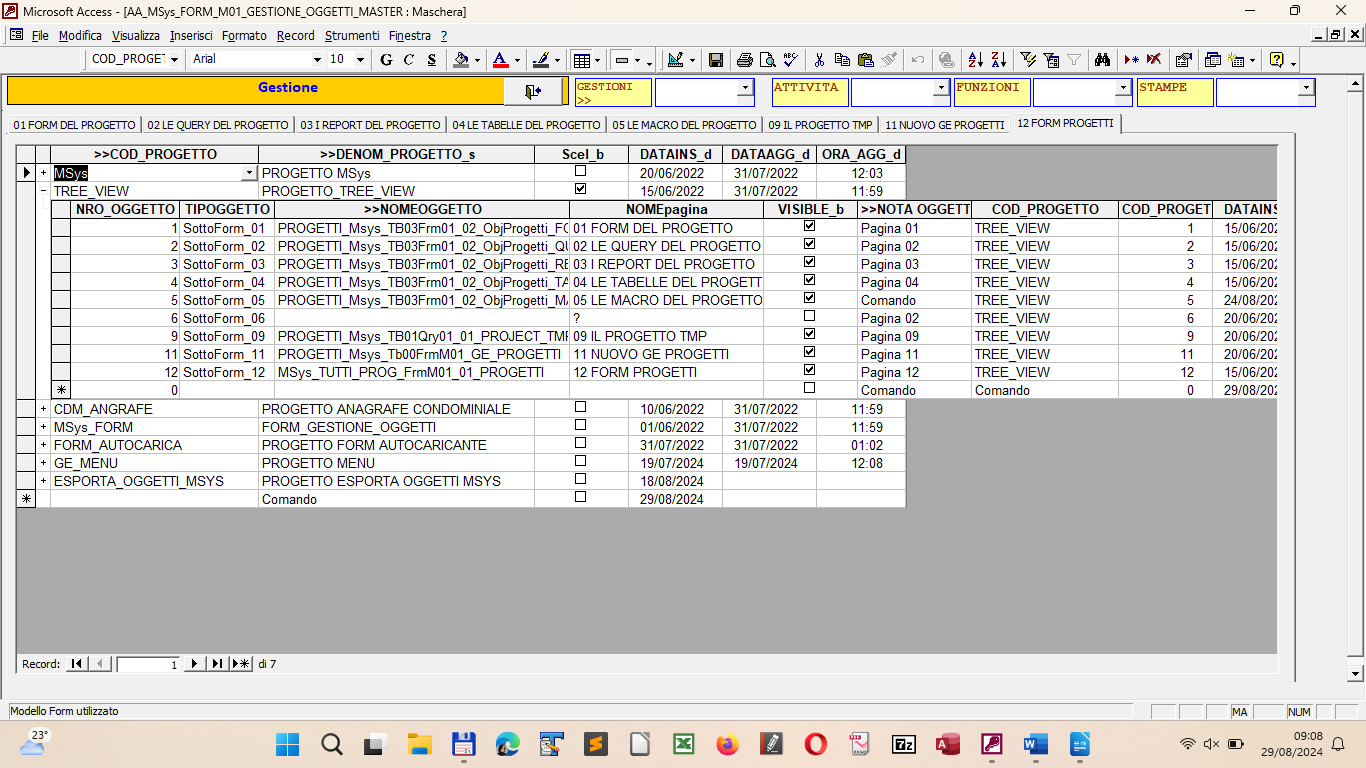 Microsoft Access - [AA_MSys_FORM_M01_GESTIONE_OGGETTI_MASTER : Maschera]
File Modifica Visualizza Inserisci Formato Record Strumenti Finestra ?
COD_PROGET Arial 10 G C S
Gestione GESTIONI >> ATTIVITA FUNZIONI STAMPE
01 FORM DEL PROGETTO 02 LE QUERY DEL PROGETTO 03 I REPORT DEL PROGETTO 04 LE TABELLE DEL PROGETTO 05 LE MACRO DEL PROGETTO 09 IL PROGETTO TMP 11 NUOVO GE PROGETTI 12 FORM PROGETTI
>>COD_PROGETTO >>DENOM_PROGETTO_s Scel_b DATAINS_d DATAAGG_d ORA_AGG_d
MSys PROGETTO MSys 20/06/2022 31/07/2022 12:03
TREE_VIEW PROGETTO_TREE_VIEW 15/06/2022 31/07/2022 11:59
NRO_OGGETTO TIPOGGETTO >>NOMEOGGETTO NOMEpagina VISIBLE_b >>NOTA OGGETT COD_PROGETTO COD_PROGET DATAINS
1 SottoForm_01 PROGETTI_Msys_TB03Frm01_02_ObjProgetti_FO 01 FORM DEL PROGETTO Pagina 01 TREE_VIEW 1 15/06/202
2 SottoForm_02 PROGETTI_Msys_TB03Frm01_02_ObjProgetti_QU 02 LE QUERY DEL PROGETTO Pagina 02 TREE_VIEW 2 15/06/202
3 SottoForm_03 PROGETTI_Msys_TB03Frm01_02_ObjProgetti_RE 03 I REPORT DEL PROGETTO Pagina 03 TREE_VIEW 3 15/06/202
4 SottoForm_04 PROGETTI_Msys_TB03Frm01_02_ObjProgetti_TA 04 LE TABELLE DEL PROGETT Pagina 04 TREE_VIEW 4 15/06/202
5 SottoForm_05 PROGETTI_Msys_TB03Frm01_02_ObjProgetti_MA 05 LE MACRO DEL PROGETTO Comando TREE_VIEW 5 24/08/202
6 SottoForm_06 ? Pagina 02 TREE_VIEW 6 20/06/202
9 SottoForm_09 PROGETTI_Msys_TB01Qry01_01_PROJECT_TMF 09 IL PROGETTO TMP Pagina 09 TREE_VIEW 9 20/06/202
11 SottoForm_11 PROGETTI_Msys_Tb00FrmM01_GE_PROGETTI 11 NUOVO GE PROGETTI Pagina 11 TREE_VIEW 11 20/06/202
12 SottoForm_12 MSys_TUTTI_PROG_FrmM01_01_PROGETTI 12 FORM PROGETTI Pagina 12 TREE_VIEW 12 15/06/202
0 Comando Comando 0 29/08/202
CDM_ANGRAFE PROGETTO ANAGRAFE CONDOMINIALE 10/06/2022 31/07/2022 11:59
MSys_FORM FORM_GESTIONE_OGGETTI 01/06/2022 31/07/2022 11:59
FORM_AUTOCARICA PROGETTO FORM AUTOCARICANTE 31/07/2022 31/07/2022 01:02
GE_MENU PROGETTO MENU 19/07/2024 19/07/2024 12:08
ESPORTA_OGGETTI_MSYS PROGETTO ESPORTA OGGETTI MSYS 18/08/2024
Comando 29/08/2024
Record: 1 di 7
Modello Form utilizzato MA NUM
23° 7z 09:08
29/08/2024